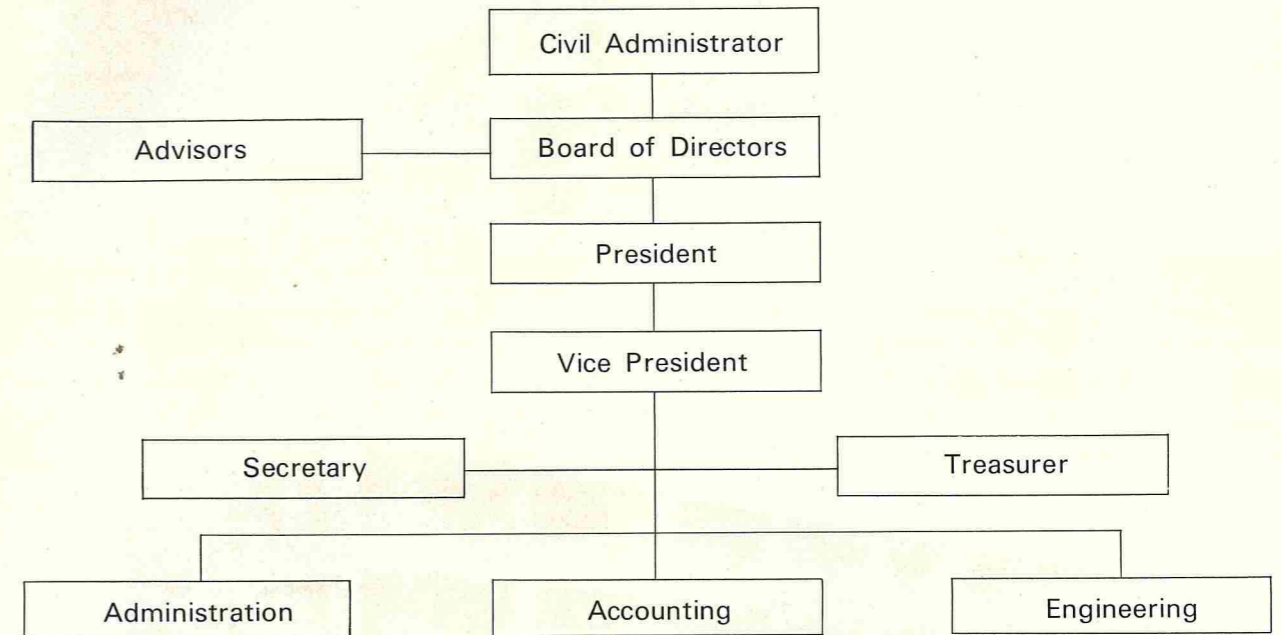 Civil Administrator
Advisors
Board of Directors
President
Vice President
Secretary
Treasurer
Administration
Accounting
Engineering